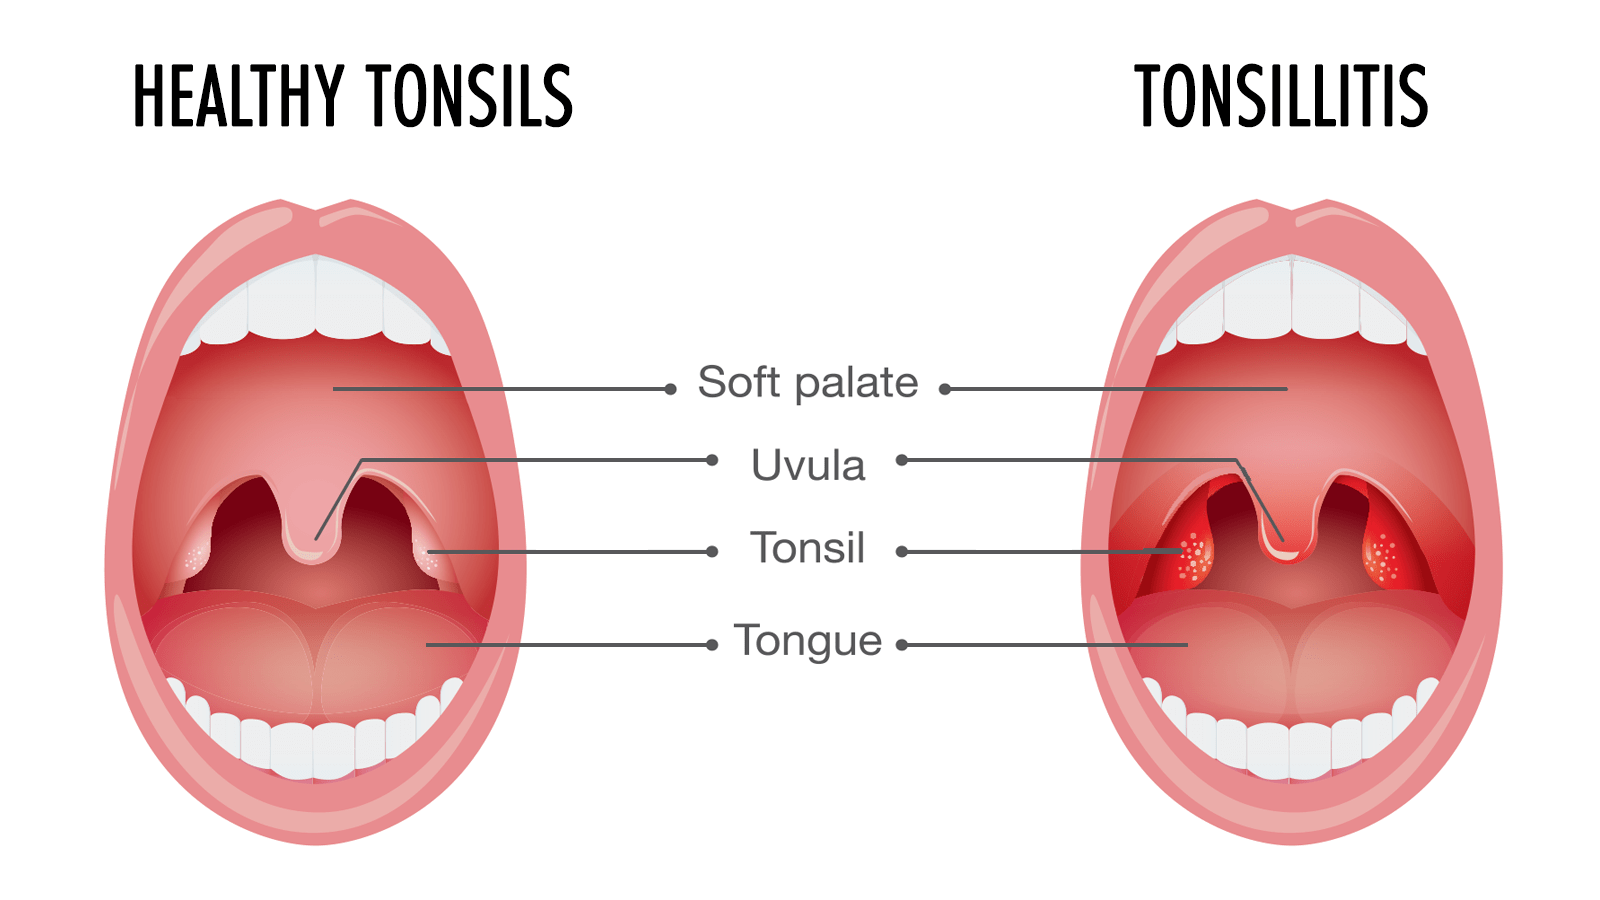 HEALTHY TONSILS
TONSILLITIS
Soft palate
Uvula
Tonsil
Tongue